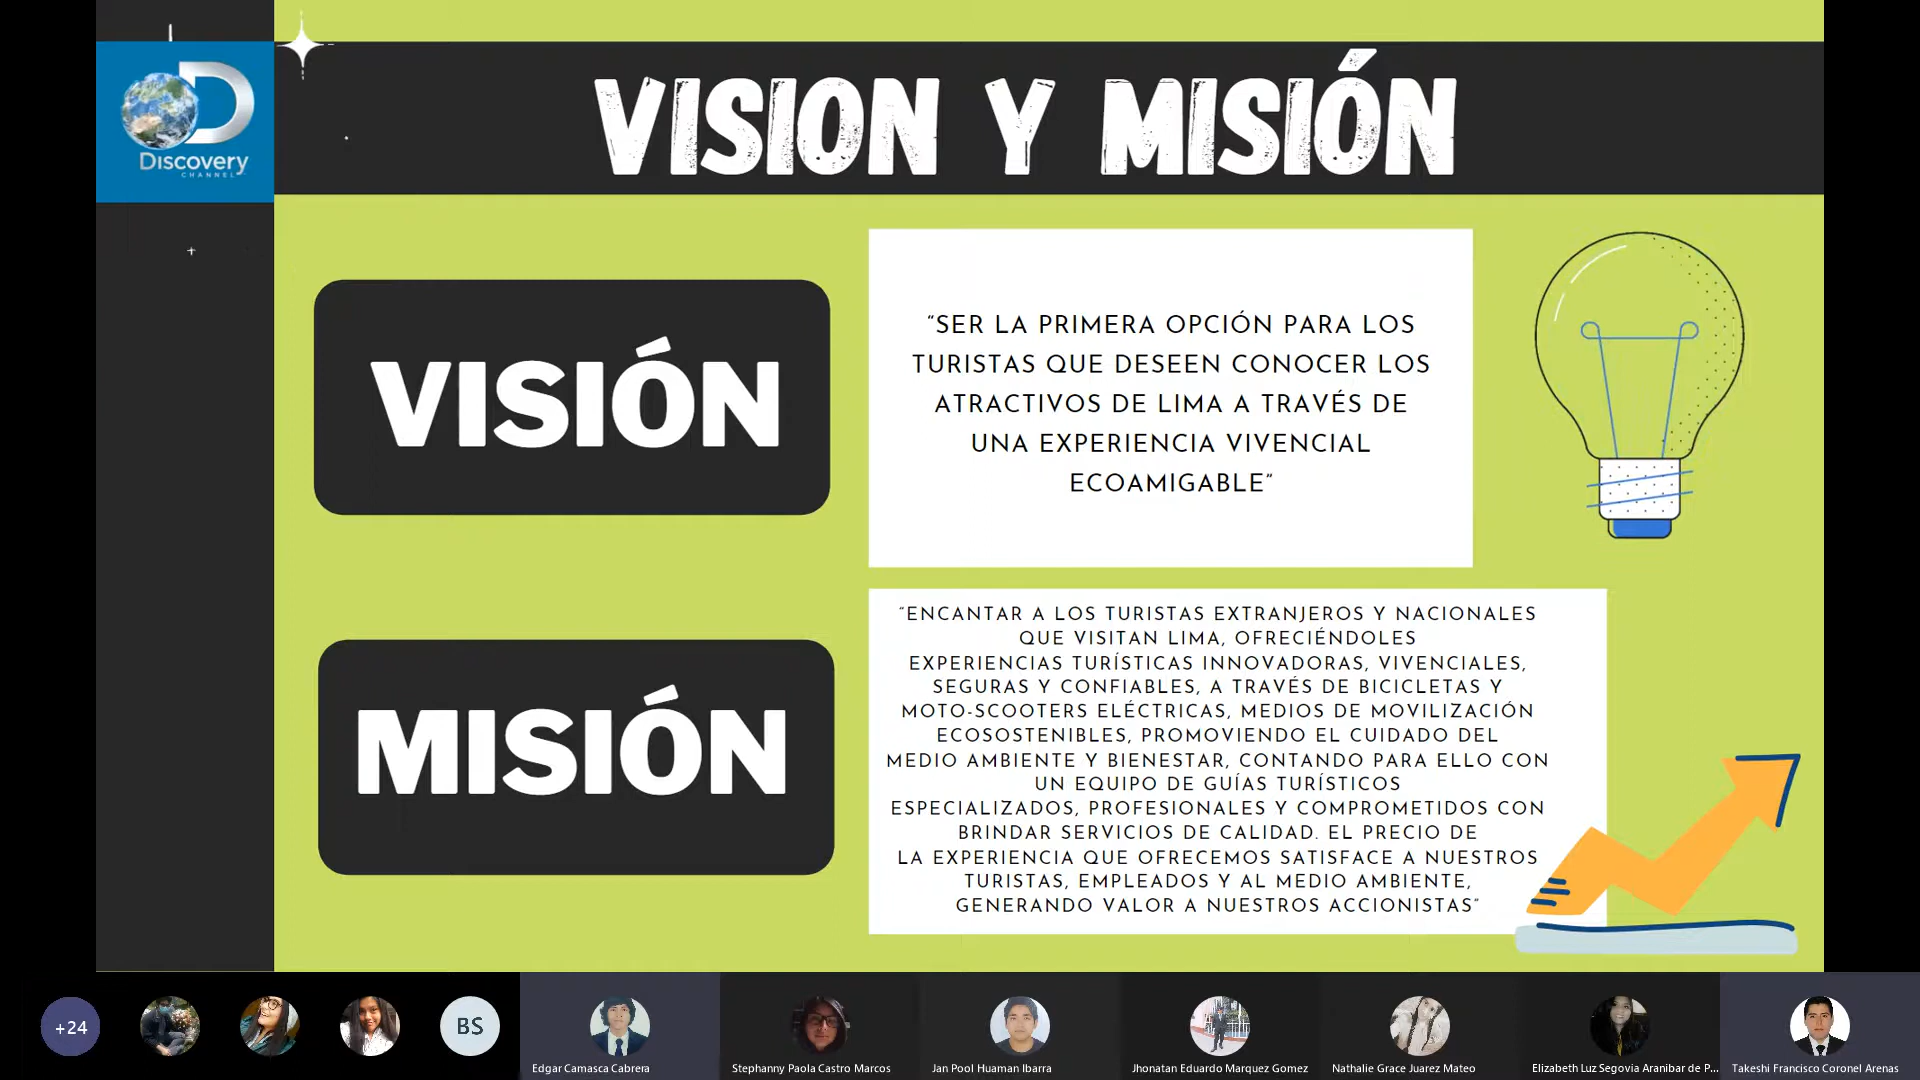 Discovery
CHANNEL
VISION Y MISIÓN
VISIÓN
“SER LA PRIMERA OPCIÓN PARA LOS
TURISTAS QUE DESEEN CONOCER LOS
ATRACTIVOS DE LIMA A TRAVÉS DE
UNA EXPERIENCIA VIVENCIAL
ECOAMIGABLE”
MISIÓN
“ENCANTAR A LOS TURISTAS EXTRANJEROS Y NACIONALES
QUE VISITAN LIMA, OFRECIÉNDOLES
EXPERIENCIAS TURÍSTICAS INNOVADORAS, VIVENCIALES,
SEGURAS Y CONFIABLES, A TRAVÉS DE BICICLETAS Y
MOTO-SCOOTERS ELÉCTRICAS, MEDIOS DE MOVILIZACIÓN
ECOSOSTENIBLES, PROMOVIENDO EL CUIDADO DEL
MEDIO AMBIENTE Y BIENESTAR, CONTANDO PARA ELLO CON
UN EQUIPO DE GUÍAS TURÍSTICOS
ESPECIALIZADOS, PROFESIONALES Y COMPROMETIDOS CON
BRINDAR SERVICIOS DE CALIDAD. EL PRECIO DE
LA EXPERIENCIA QUE OFRECEMOS SATISFACE A NUESTROS
TURISTAS, EMPLEADOS Y AL MEDIO AMBIENTE,
GENERANDO VALOR A NUESTROS ACCIONISTAS”
+24
BS
Edgar Camasca Cabrera
Stephanny Paola Castro Marcos
Jan Pool Huaman Ibarra
Jhonatan Eduardo Marquez Gomez
Nathalie Grace Juarez Mateo
Elizabeth Luz Segovia Aranibar de P...
Takeshi Francisco Coronel Arenas